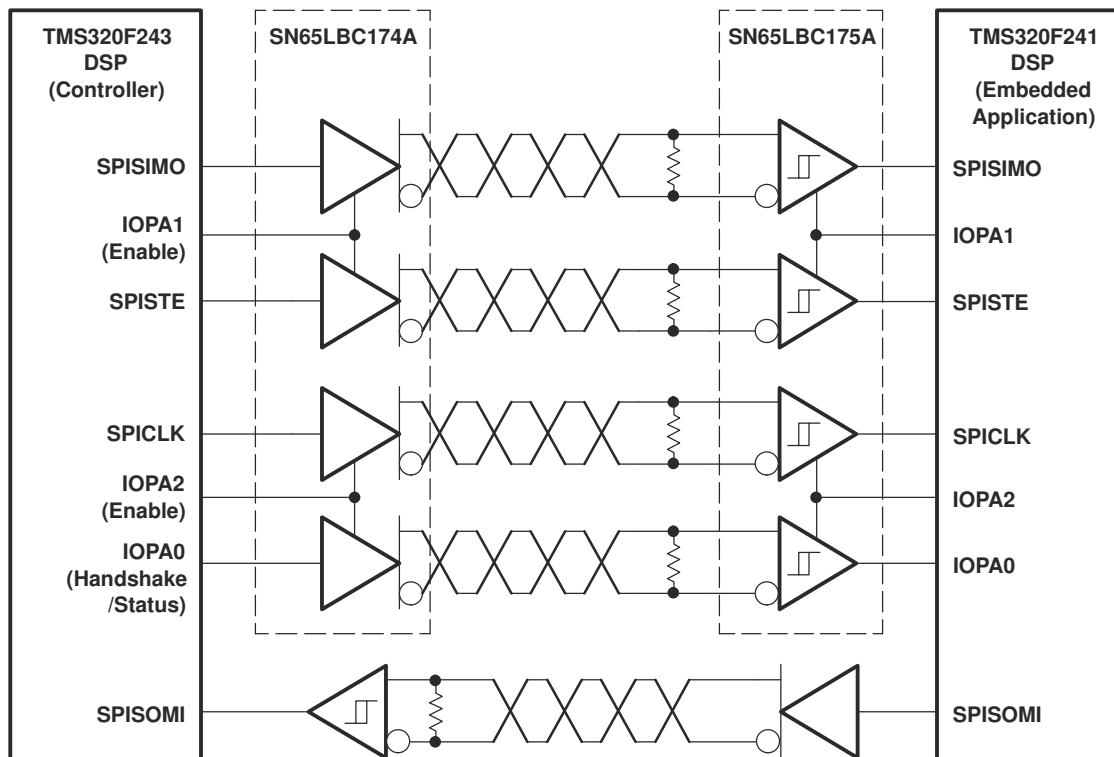 TMS320F243
DSP
(Controller)
SN65LBC174A
SN65LBC175A
TMS320F241
DSP
(Embedded
Application)
SPISIMO
SPISIMO
IOPA1
(Enable)
IOPA1
SPISTE
SPISTE
SPICLK
SPICLK
IOPA2
(Enable)
IOPA2
IOPA0
(Handshake
/Status)
IOPA0
SPISOMI
SPISOMI